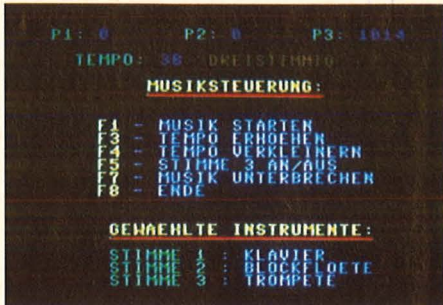 P1: 0 P2: 0 P3: 1014
TEMPO: 38 DREISTIMMIG
MUSIKSTEUERUNG:
F1 - MUSIK STARTEN
F3 - TEMPO ERHOEHEN
F4 - TEMPO VERKLEINERN
F5 - STIMME 3 AN/AUS
F7 - MUSIK UNTERBRECHEN
F8 - ENDE
GEWAEHLTE INSTRUMENTE:
STIMME 1 : KLAVIER
STIMME 2 : BLOCKFLOETE
STIMME 3 : TROMPETE